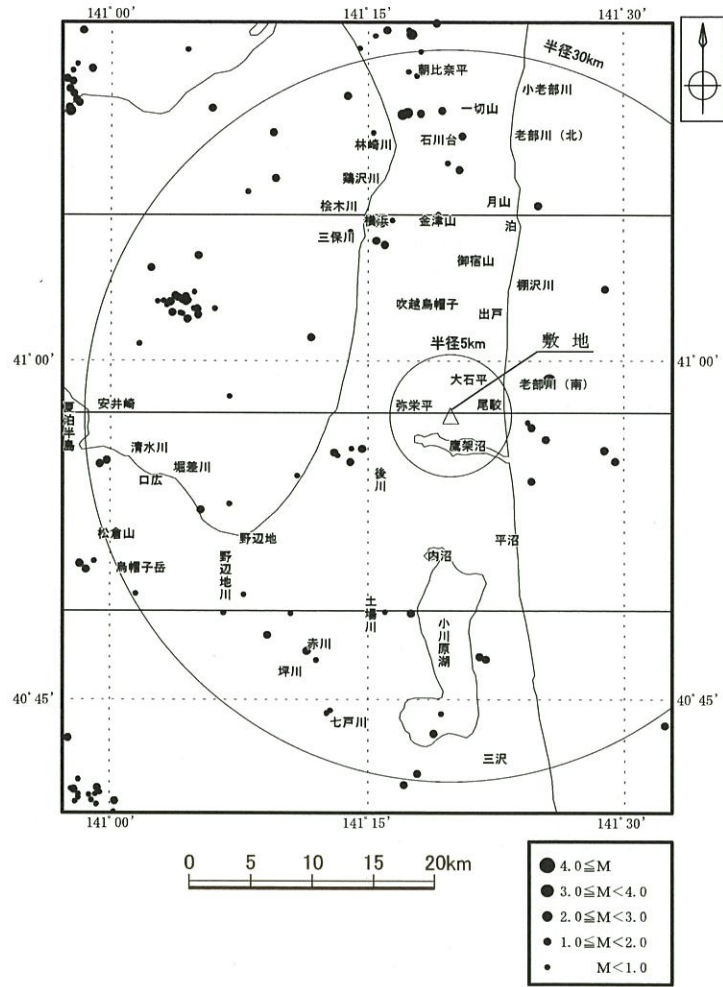 141°00'
141°15'
141°30'
半径30km
朝比奈平
小老部川
一切山
林崎川
石川台
老部川（北）
鶏沢川
桧木川
月山
横浜
金津山
泊
三保川
御宿山
棚沢川
吹越烏帽子
出戸
41°00'
41°00'
半径5km
敷地
大石平
老部川（南）
安井崎
弥栄平
尾駮
夏泊半島
清水川
鷹架沼
堀差川
口広
後川
松倉山
野辺地
平沼
内沼
烏帽子岳
野辺地川
土場川
小川原湖
赤川
坪川
40°45'
40°45'
七戸川
三沢
141°00'
141°15'
141°30'
0 5 10 15 20km
4.0≦M
3.0≦M<4.0
2.0≦M<3.0
1.0≦M<2.0
M<1.0